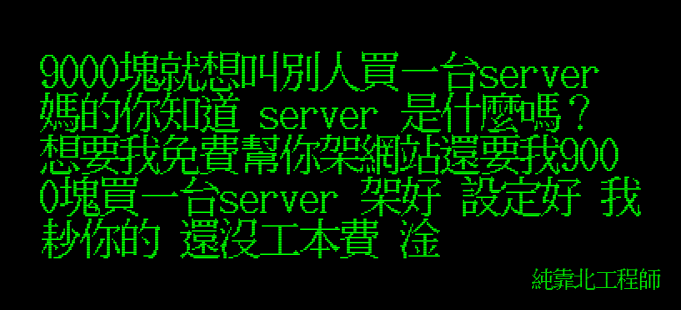 9000塊就想叫別人買一台server
媽的你知道 server 是什麼嗎？
想要我免費幫你架網站還要我900
0塊買一台server 架好 設定好 我
耖你的 還沒工本費 淦
純靠北工程師